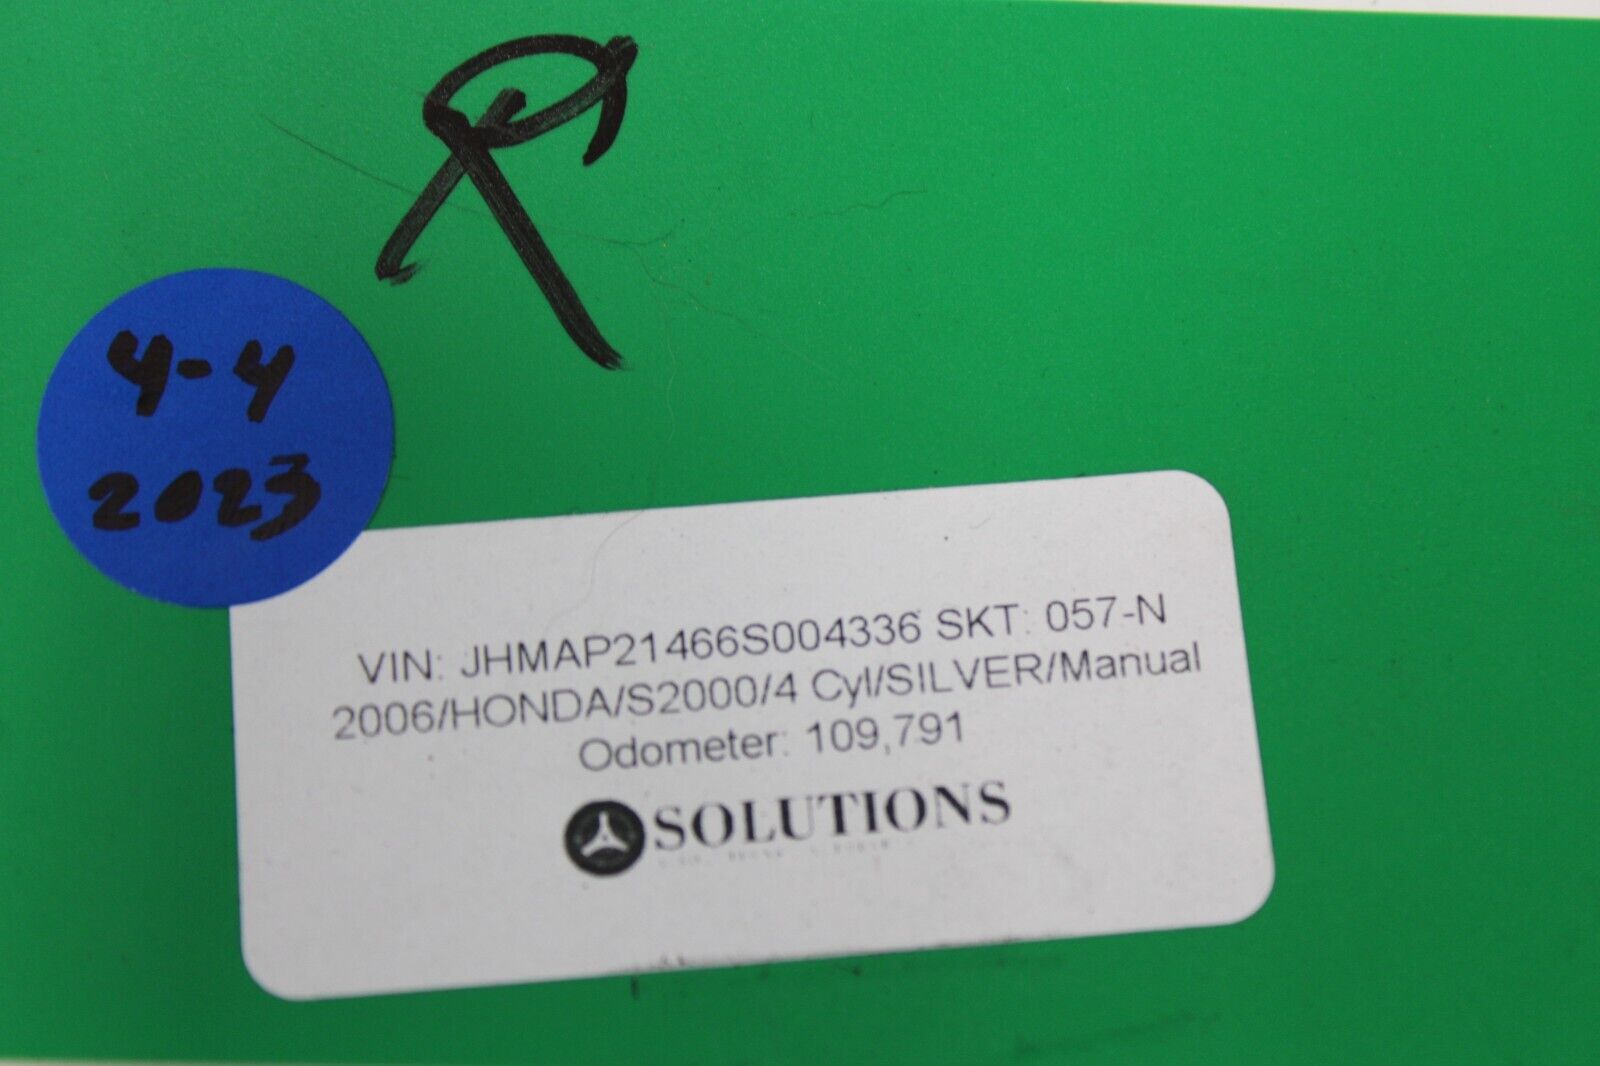 R
4-4
2023
VIN: JHMAP21466S004336 SKT: 057-N
2006/HONDA/S2000/4 Cyl/SILVER/Manual
Odometer: 109,791
SOLUTIONS